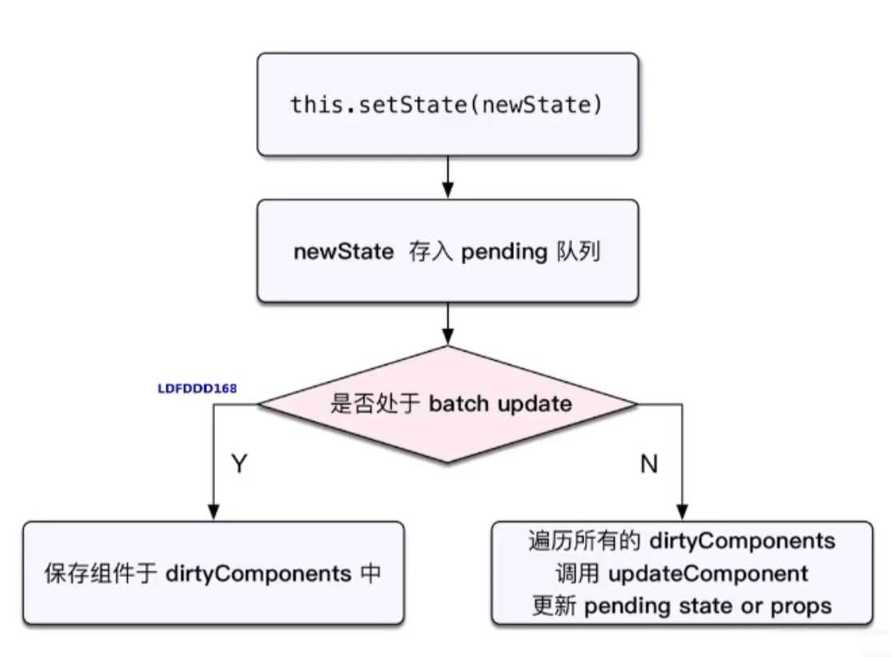 this.setState(newState)
newState 存入 pending 队列
是否处于 batch update
LDFDDD168
Y
N
保存组件于 dirtyComponents 中
遍历所有的 dirtyComponents
调用 updateComponent
更新 pending state or props